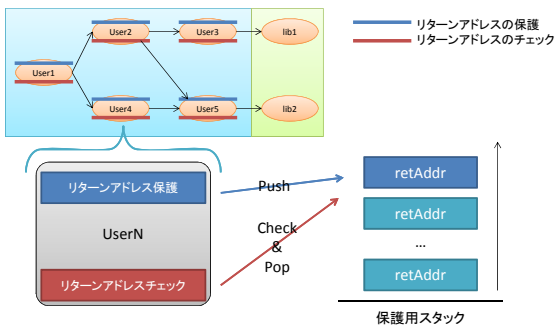 リターンアドレスの保護
リターンアドレスのチェック
User1
User2
User3
lib1
User4
User5
lib2
リターンアドレス保護
UserN
リターンアドレスチェック
Push
Check
&
Pop
retAddr
retAddr
…
retAddr
保護用スタック